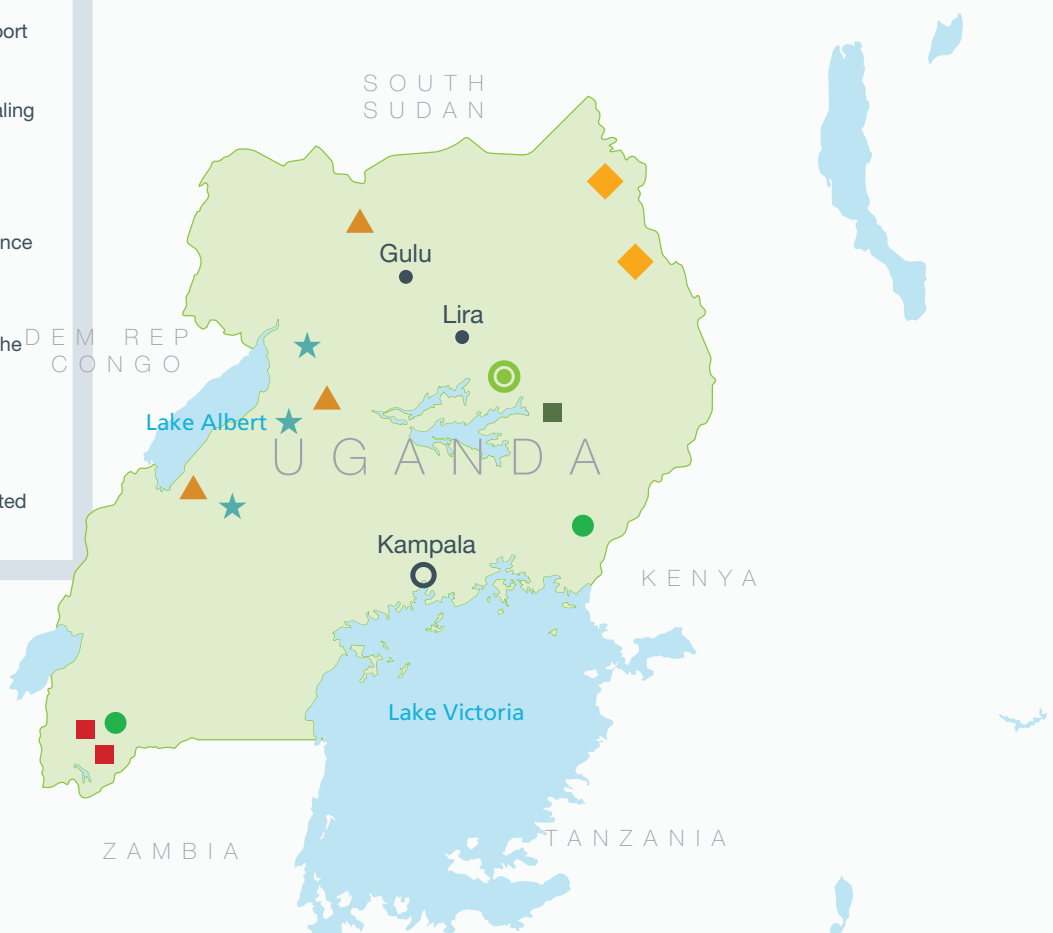 port
aling
nce
he
ted
SOUTH
SUDAN
Gulu
Lira
DEM REP
CONGO
Lake Albert
UGANDA
Kampala
KENYA
Lake Victoria
TANZANIA
ZAMBIA